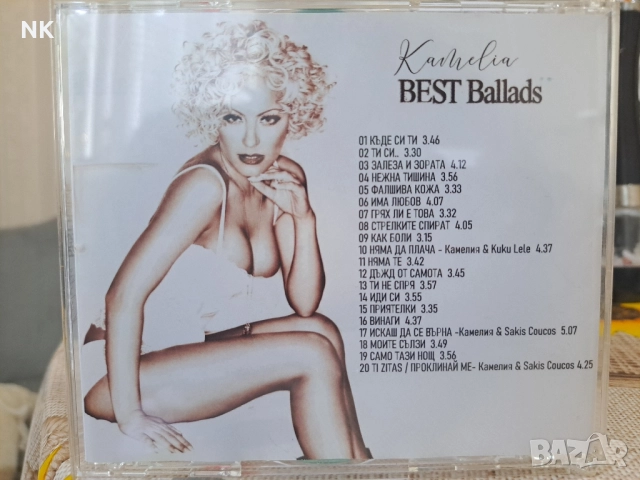 NK
Kamelia
BEST Ballads
01 КЪДЕ СИ ТИ 3.46
02 ТИ СИ.. 3.30
03 ЗАЛЕЗА И ЗОРАТА 4.12
04 НЕЖНА ТИШИНА 3.56
05 ФАЛШИВА КОЖА 3.33
06 ИМА ЛЮБОВ 4.07
07 ГРЯХ ЛИ Е ТОВА 3.32
08 СТРЕЛКИТЕ СПИРАТ 4.05
09 КАК БОЛИ 3.15
10 НЯМА ДА ПЛАЧА - Камелия & Kuku Lele 4.37
11 НЯМА ТЕ 3.42
12 ДЪЖД ОТ САМОТА 3.45
13 ТИ НЕ СПРЯ 3.57
14 ИДИ СИ 3.55
15 ПРИЯТЕЛКИ 3.35
16 ВИНАГИ 4.37
17 ИСКАШ ДА СЕ ВЪРНА -Камелия & Sakis Coucos 5.07
18 МОИТЕ СЪЛЗИ 3.49
19 САМО ТАЗИ НОЩ 3.56
20 TI ZITAS / ПРОКЛИНАЙ МЕ- Камелия & Sakis Coucos 4.25
BAZAR